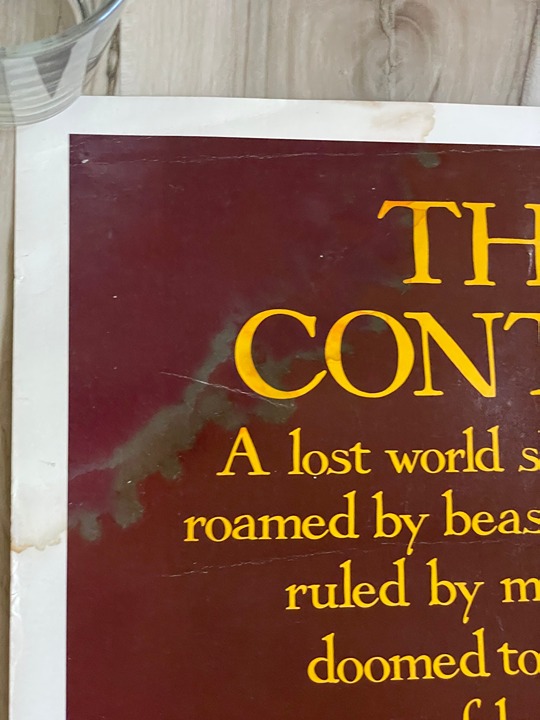 TH
CONT
A lost world s
roamed by beas
ruled by m
doomed to